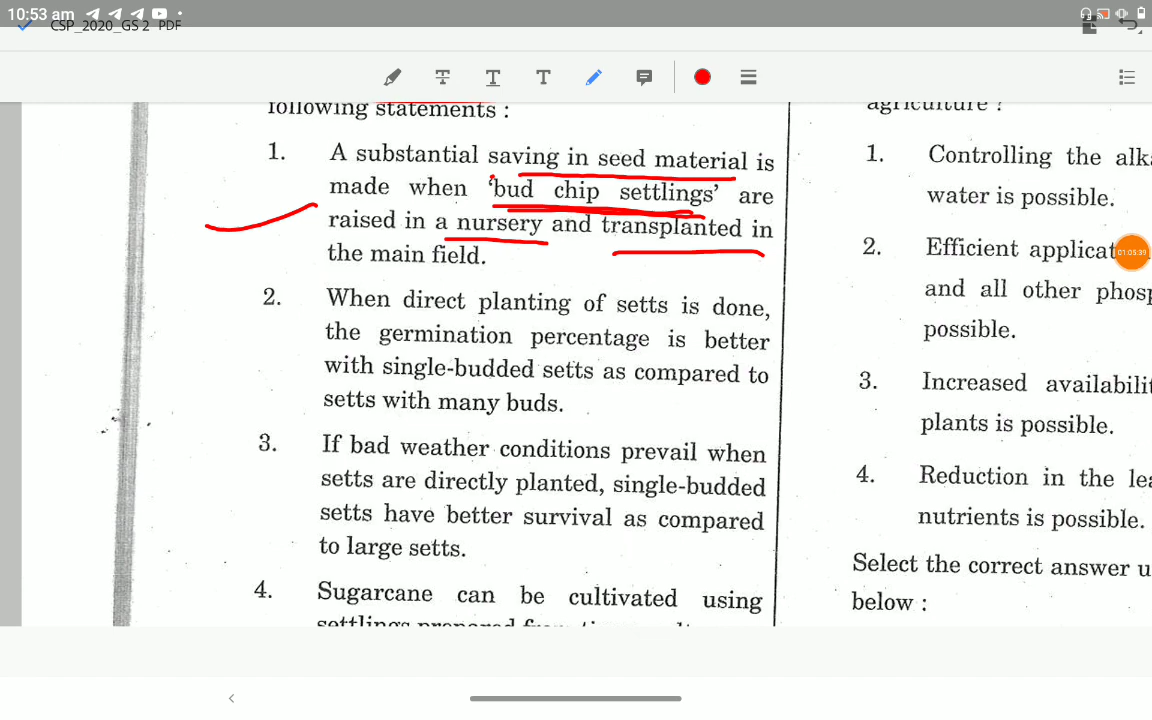 10:53 am
CSP_2020_GS 2 PDF
following statements :
1. A substantial saving in seed material is
made when 'bud chip settlings' are
raised in a nursery and transplanted in
the main field.
2. When direct planting of setts is done,
the germination percentage is better
with single-budded setts as compared to
setts with many buds.
3. If bad weather conditions prevail when
setts are directly planted, single-budded
setts have better survival as compared
to large setts.
4. Sugarcane can be cultivated using
agriculture ?
1. Controlling the
water is possible.
2. Efficient
and all other
possible.
3. Increased
plants is possible.
4. Reduction in the
nutrients is possible.
Select the correct answer
below :
01:05:39